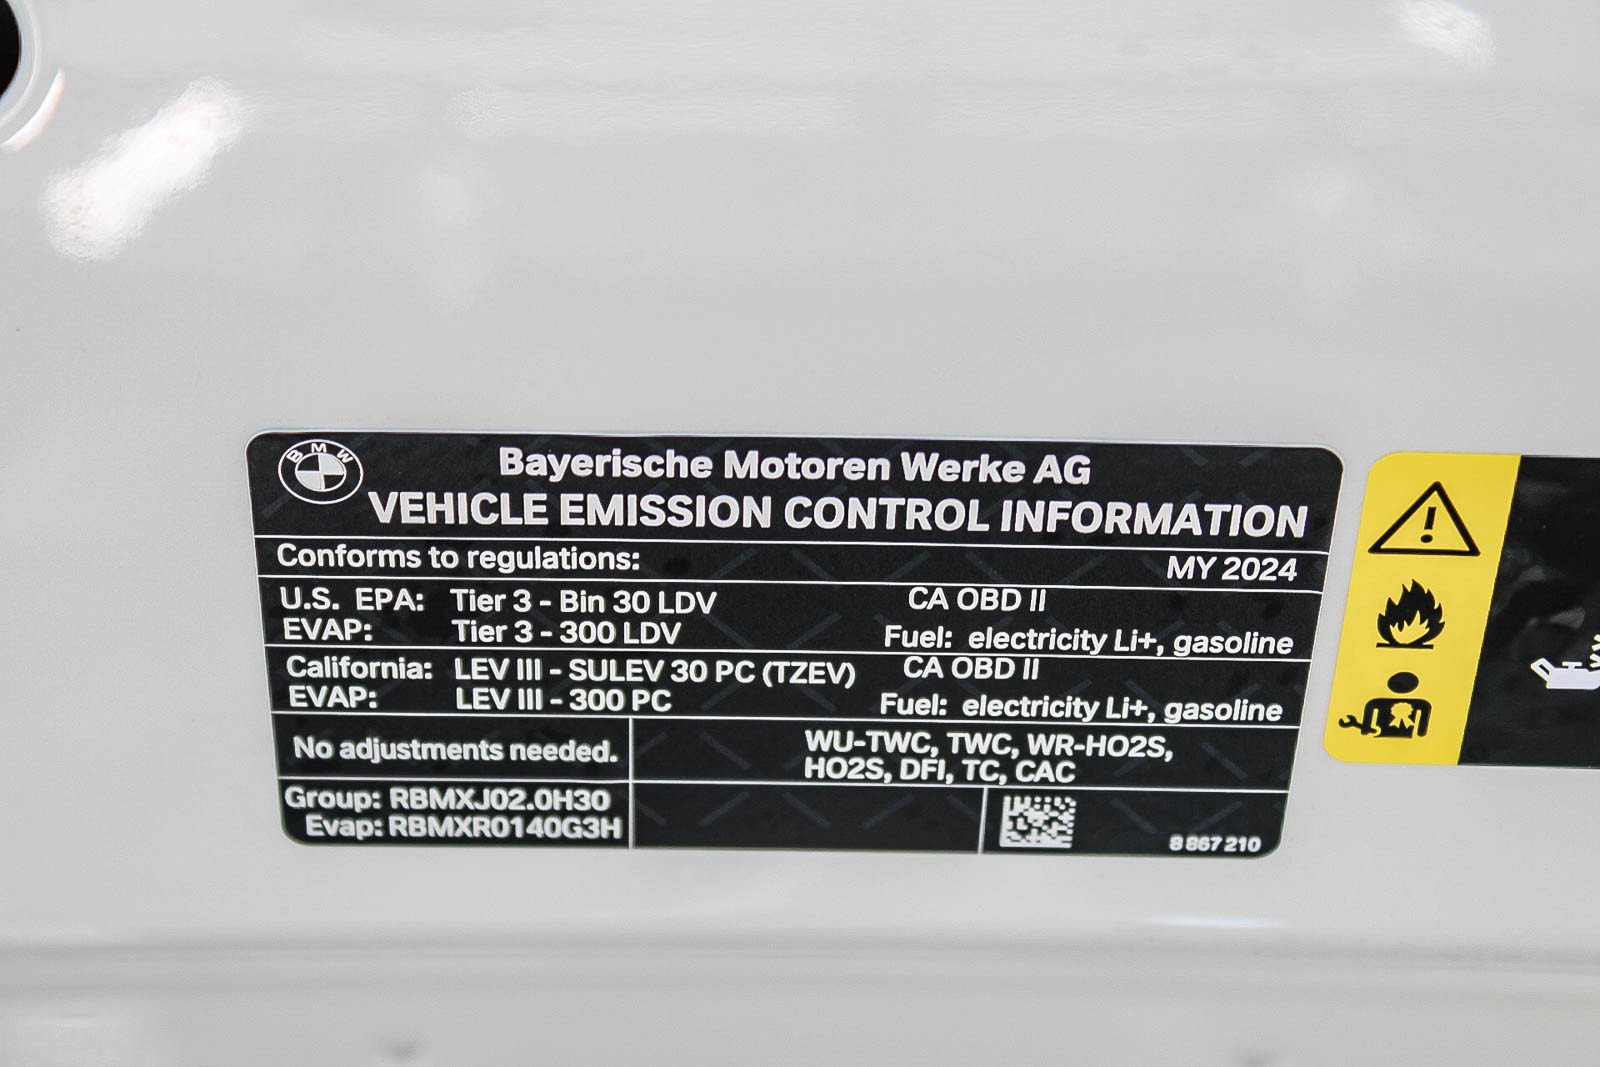 BMW
Bayerische Motoren Werke AG
VEHICLE EMISSION CONTROL INFORMATION
Conforms to regulations: MY 2024
U.S. EPA: Tier 3 - Bin 30 LDV CA OBD II
EVAP: Tier 3 - 300 LDV Fuel: electricity Li+, gasoline
California: LEV III - SULEV 30 PC (TZEV) CA OBD II
EVAP: LEV III - 300 PC Fuel: electricity Li+, gasoline
No adjustments needed. WU-TWC, TWC, WR-HO2S,
HO2S, DFI, TC, CAC
Group: RBMXJ02.0H30
Evap: RBMXR0140G3H
8 867 210